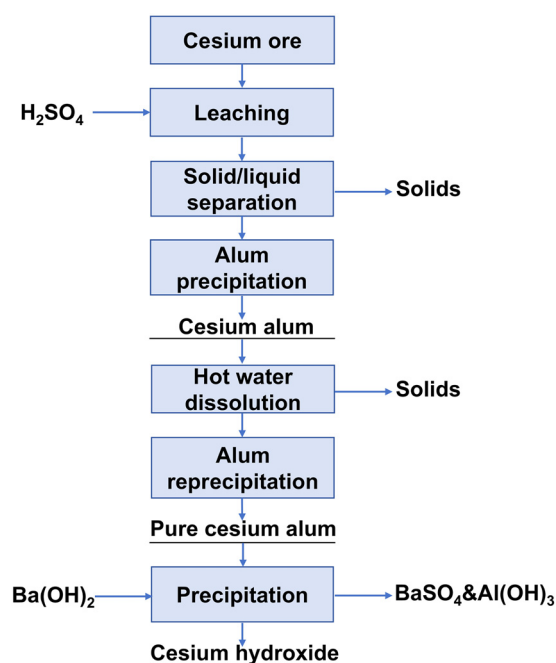 Cesium ore
H₂SO₄
Leaching
Solid/liquid
separation
Solids
Alum
precipitation
Cesium alum
Hot water
dissolution
Solids
Alum
reprecipitation
Pure cesium alum
Ba(OH)₂
Precipitation
BaSO₄&Al(OH)₃
Cesium hydroxide